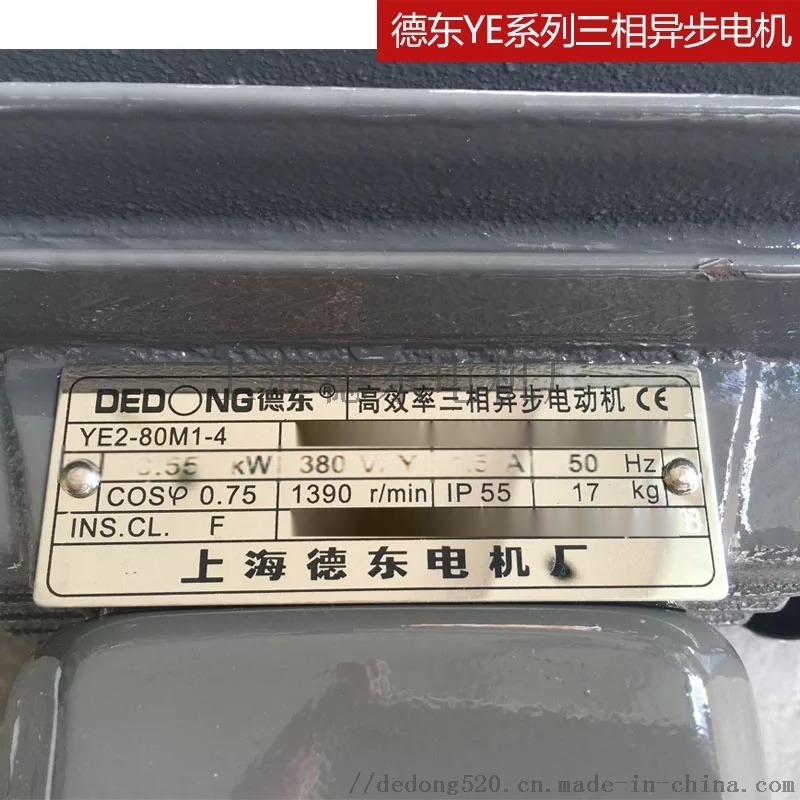 德东YE系列三相异步电机
DEDONG德东® 高效率三相异步电动机 CE
YE2-80M1-4
.55 kW 380 V/Y .5 A 50 Hz
COSφ 0.75 1390 r/min IP 55 17 kg
INS.CL. F B
上海德东电机厂
//dedong520.cn.made-in-china.com/